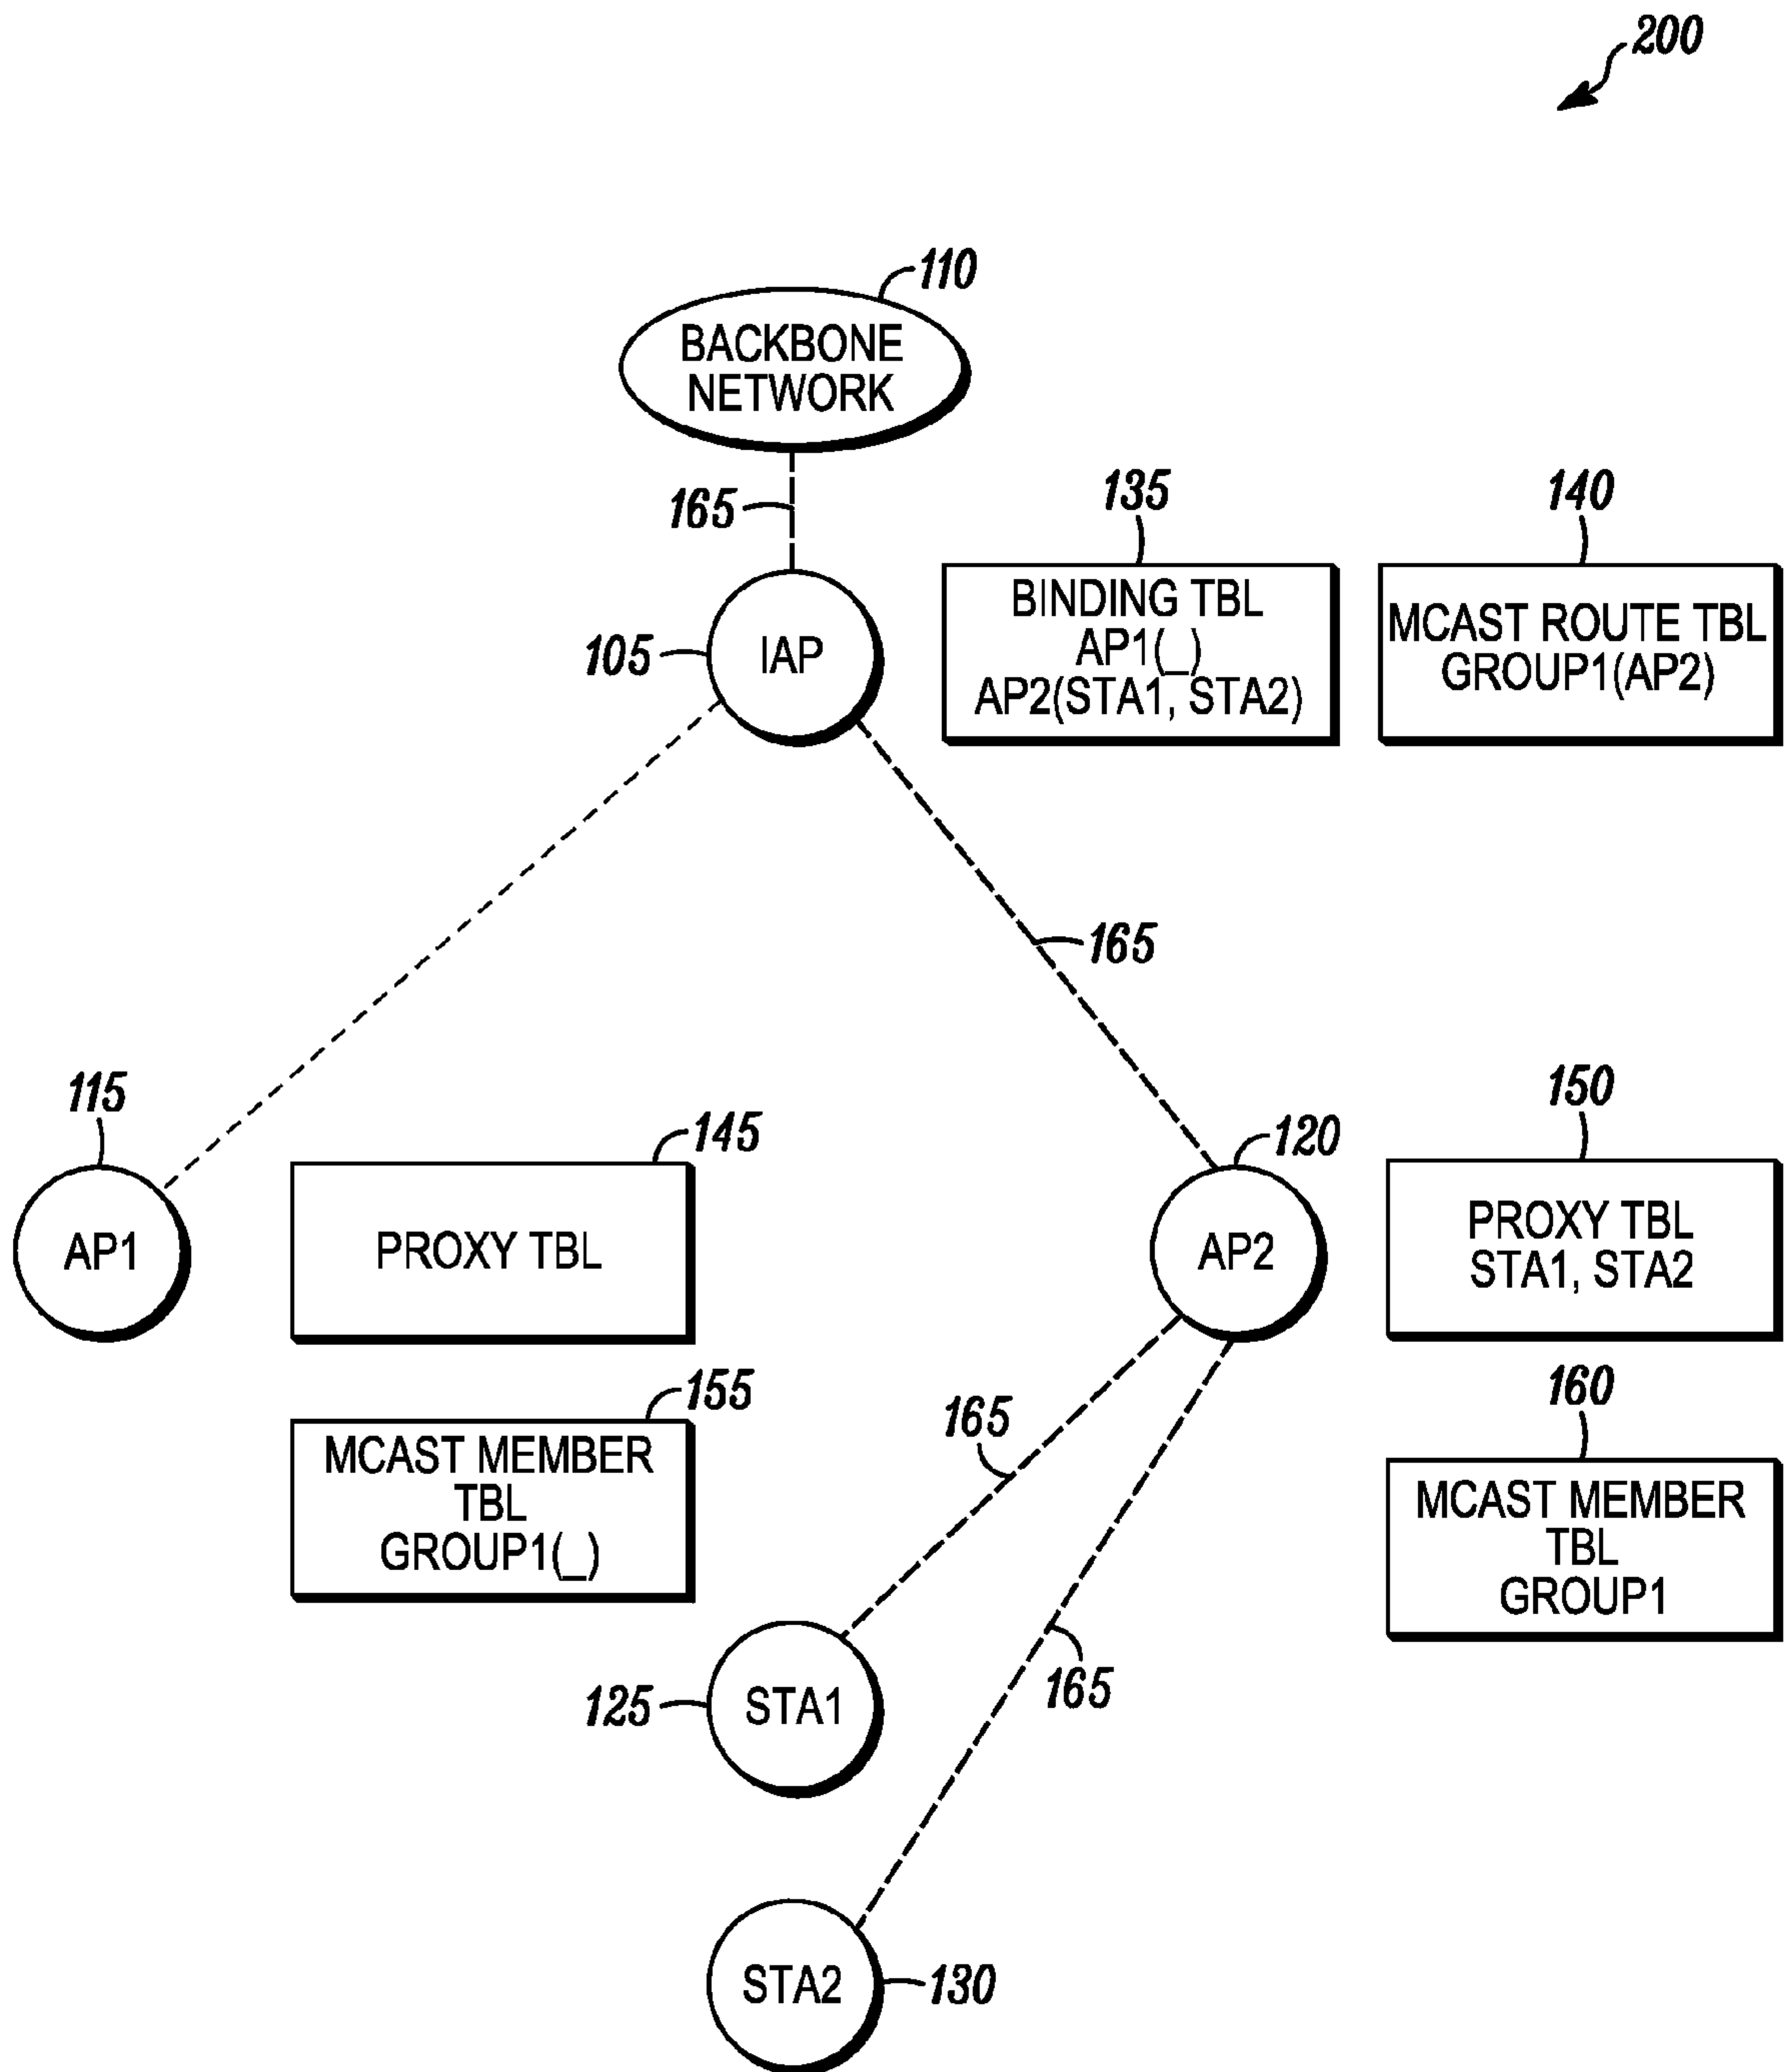 200
110
BACKBONE
NETWORK
165
135
140
105
IAP
BINDING TBL
AP1(_)
AP2(STA1, STA2)
MCAST ROUTE TBL
GROUP1(AP2)
165
115
145
120
150
AP1
PROXY TBL
AP2
PROXY TBL
STA1, STA2
155
165
160
MCAST MEMBER
TBL
GROUP1(_)
MCAST MEMBER
TBL
GROUP1
125
STA1
165
STA2
130